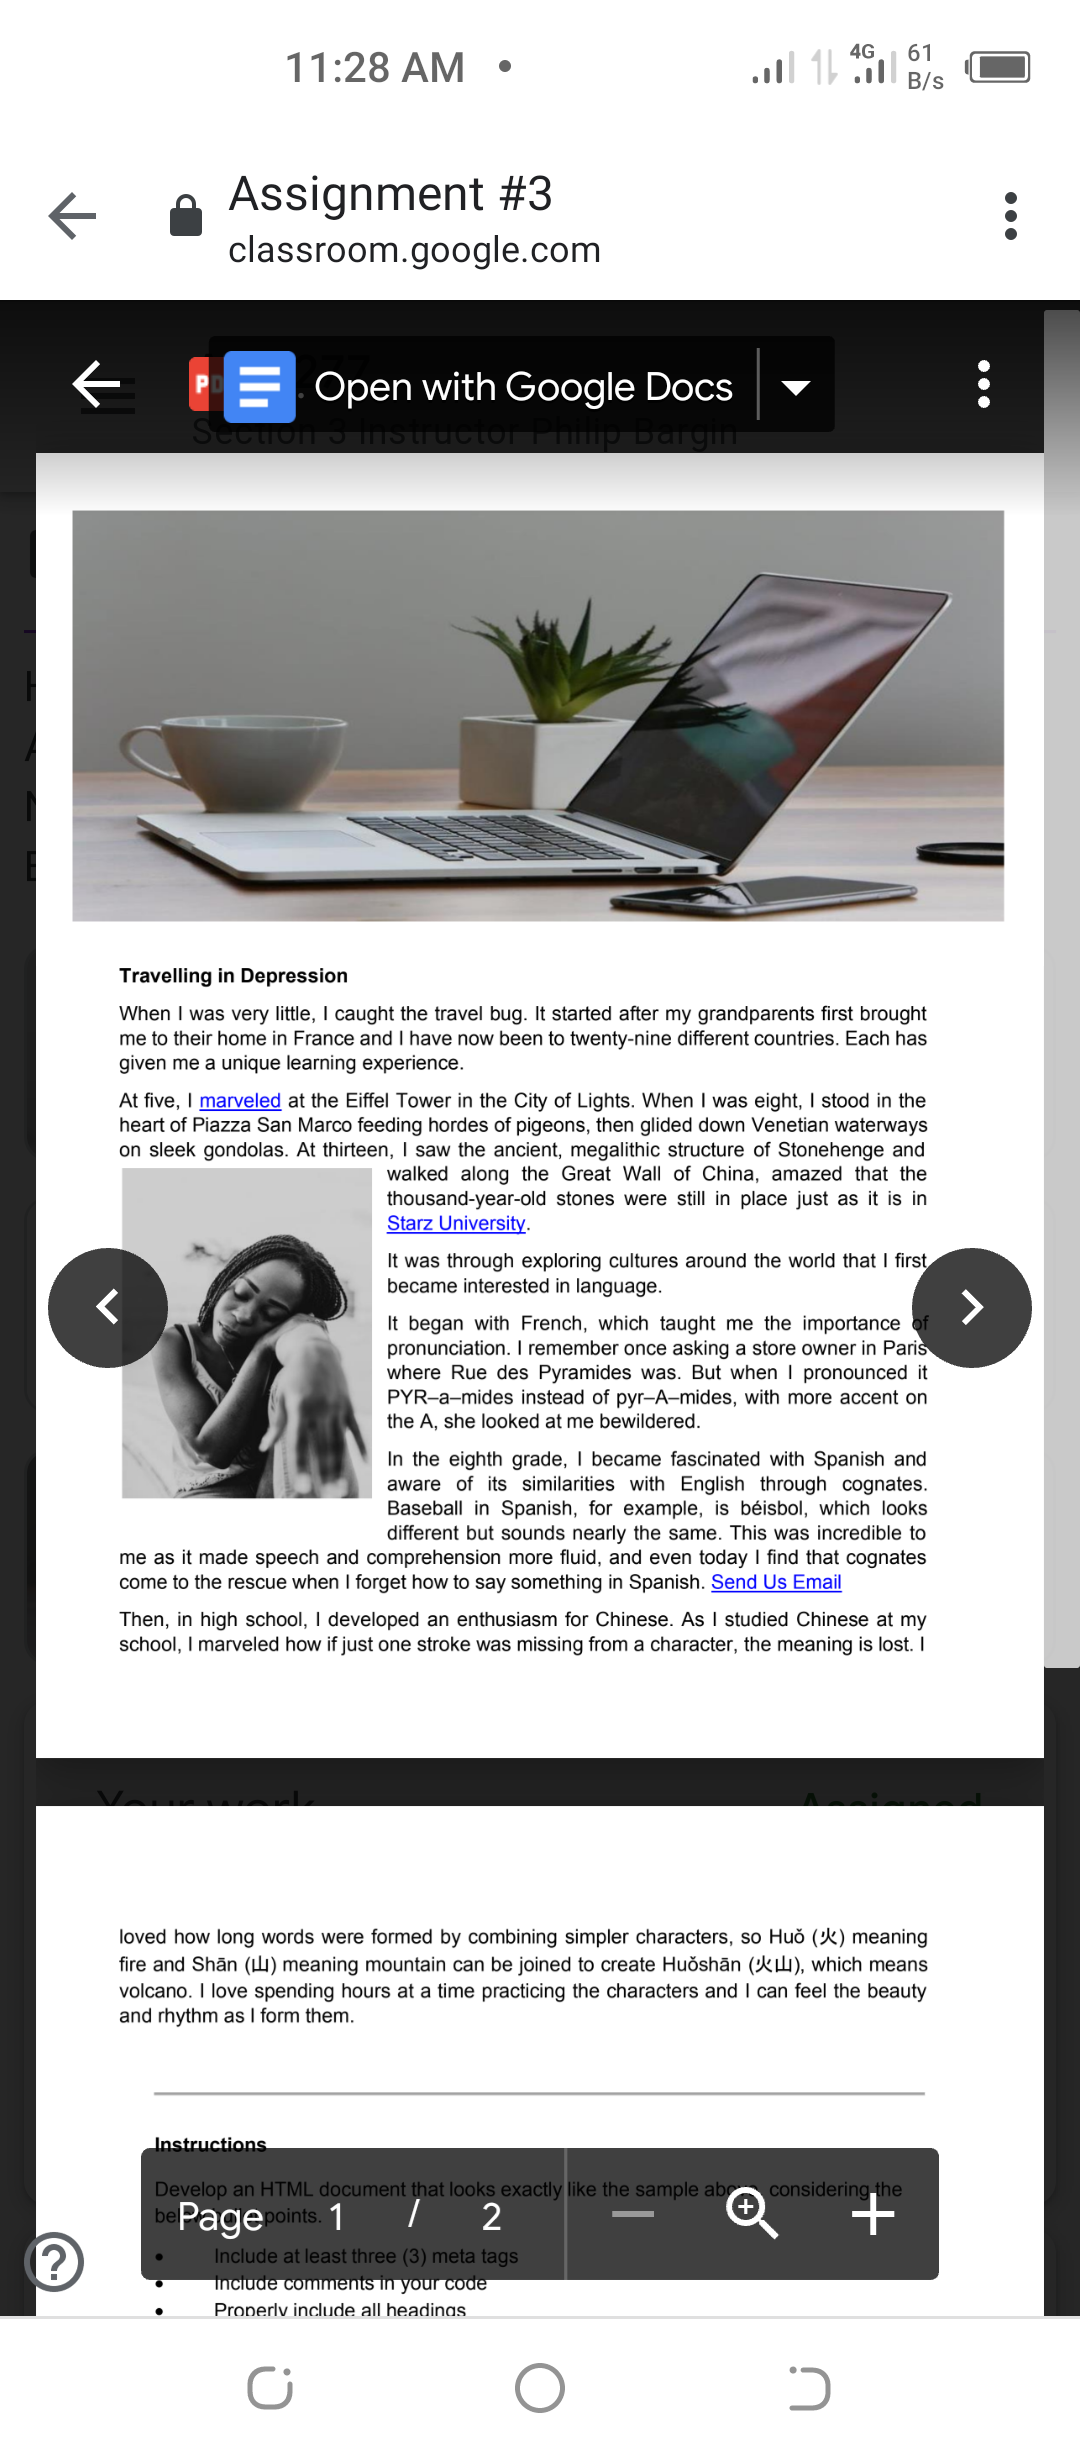 11:28 AM
4G
61
B/s
Assignment #3
classroom.google.com
277
Open with Google Docs
Section 3 Instructor Philip Bargin
Travelling in Depression
When I was very little, I caught the travel bug. It started after my grandparents first brought
me to their home in France and I have now been to twenty-nine different countries. Each has
given me a unique learning experience.
At five, I marveled at the Eiffel Tower in the City of Lights. When I was eight, I stood in the
heart of Piazza San Marco feeding hordes of pigeons, then glided down Venetian waterways
on sleek gondolas. At thirteen, I saw the ancient, megalithic structure of Stonehenge and
walked along the Great Wall of China, amazed that the
thousand-year-old stones were still in place just as it is in
Starz University.
It was through exploring cultures around the world that I first
became interested in language.
It began with French, which taught me the importance of
pronunciation. I remember once asking a store owner in Paris
where Rue des Pyramides was. But when I pronounced it
PYR–a–mides instead of pyr–A–mides, with more accent on
the A, she looked at me bewildered.
In the eighth grade, I became fascinated with Spanish and
aware of its similarities with English through cognates.
Baseball in Spanish, for example, is béisbol, which looks
different but sounds nearly the same. This was incredible to
me as it made speech and comprehension more fluid, and even today I find that cognates
come to the rescue when I forget how to say something in Spanish. Send Us Email
Then, in high school, I developed an enthusiasm for Chinese. As I studied Chinese at my
school, I marveled how if just one stroke was missing from a character, the meaning is lost. I
Your work Assigned
loved how long words were formed by combining simpler characters, so Huǒ (火) meaning
fire and Shān (山) meaning mountain can be joined to create Huǒshān (火山), which means
volcano. I love spending hours at a time practicing the characters and I can feel the beauty
and rhythm as I form them.
Instructions
Develop an HTML document that looks exactly like the sample above, considering the
points.
Page 1 / 2
• Include at least three (3) meta tags
• Include comments in your code
• Properly include all headings